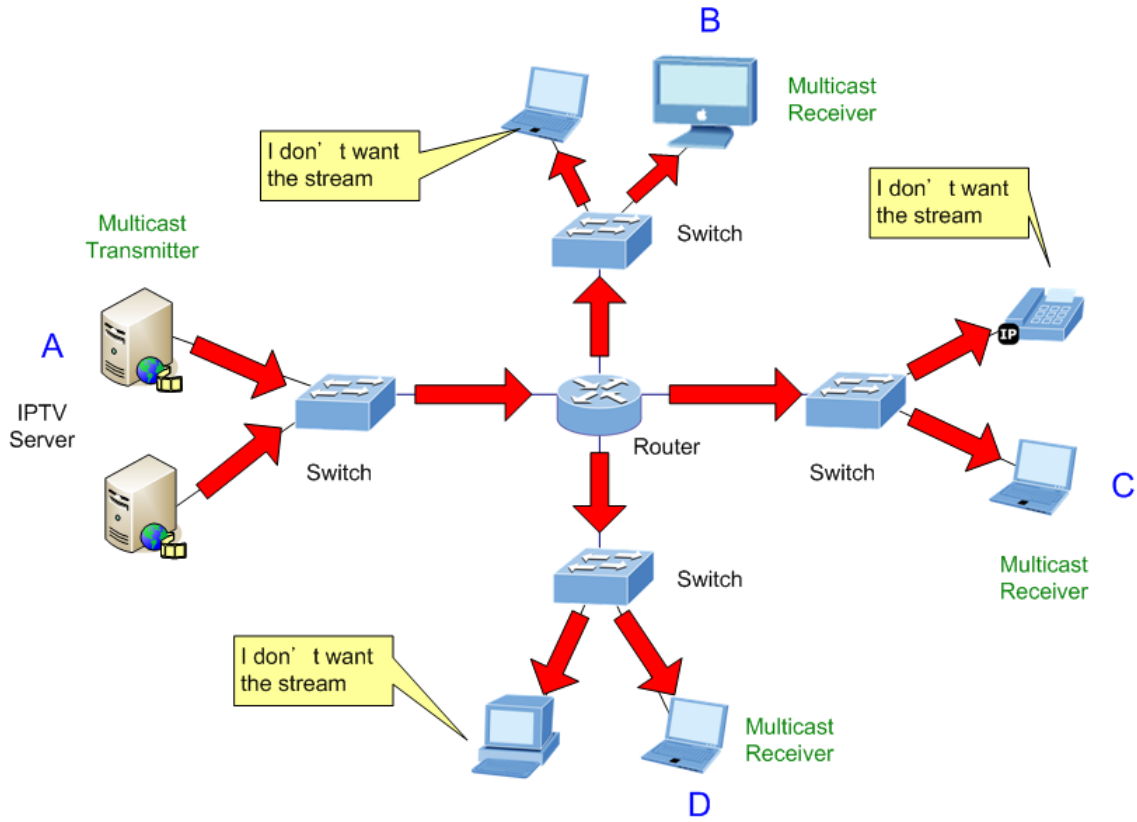 B
Multicast
Receiver
I don’ t want
the stream
I don’ t want
the stream
Switch
Multicast
Transmitter
A
IP
IPTV
Server
Switch
Router
Switch
C
Switch
Multicast
Receiver
I don’ t want
the stream
Multicast
Receiver
D